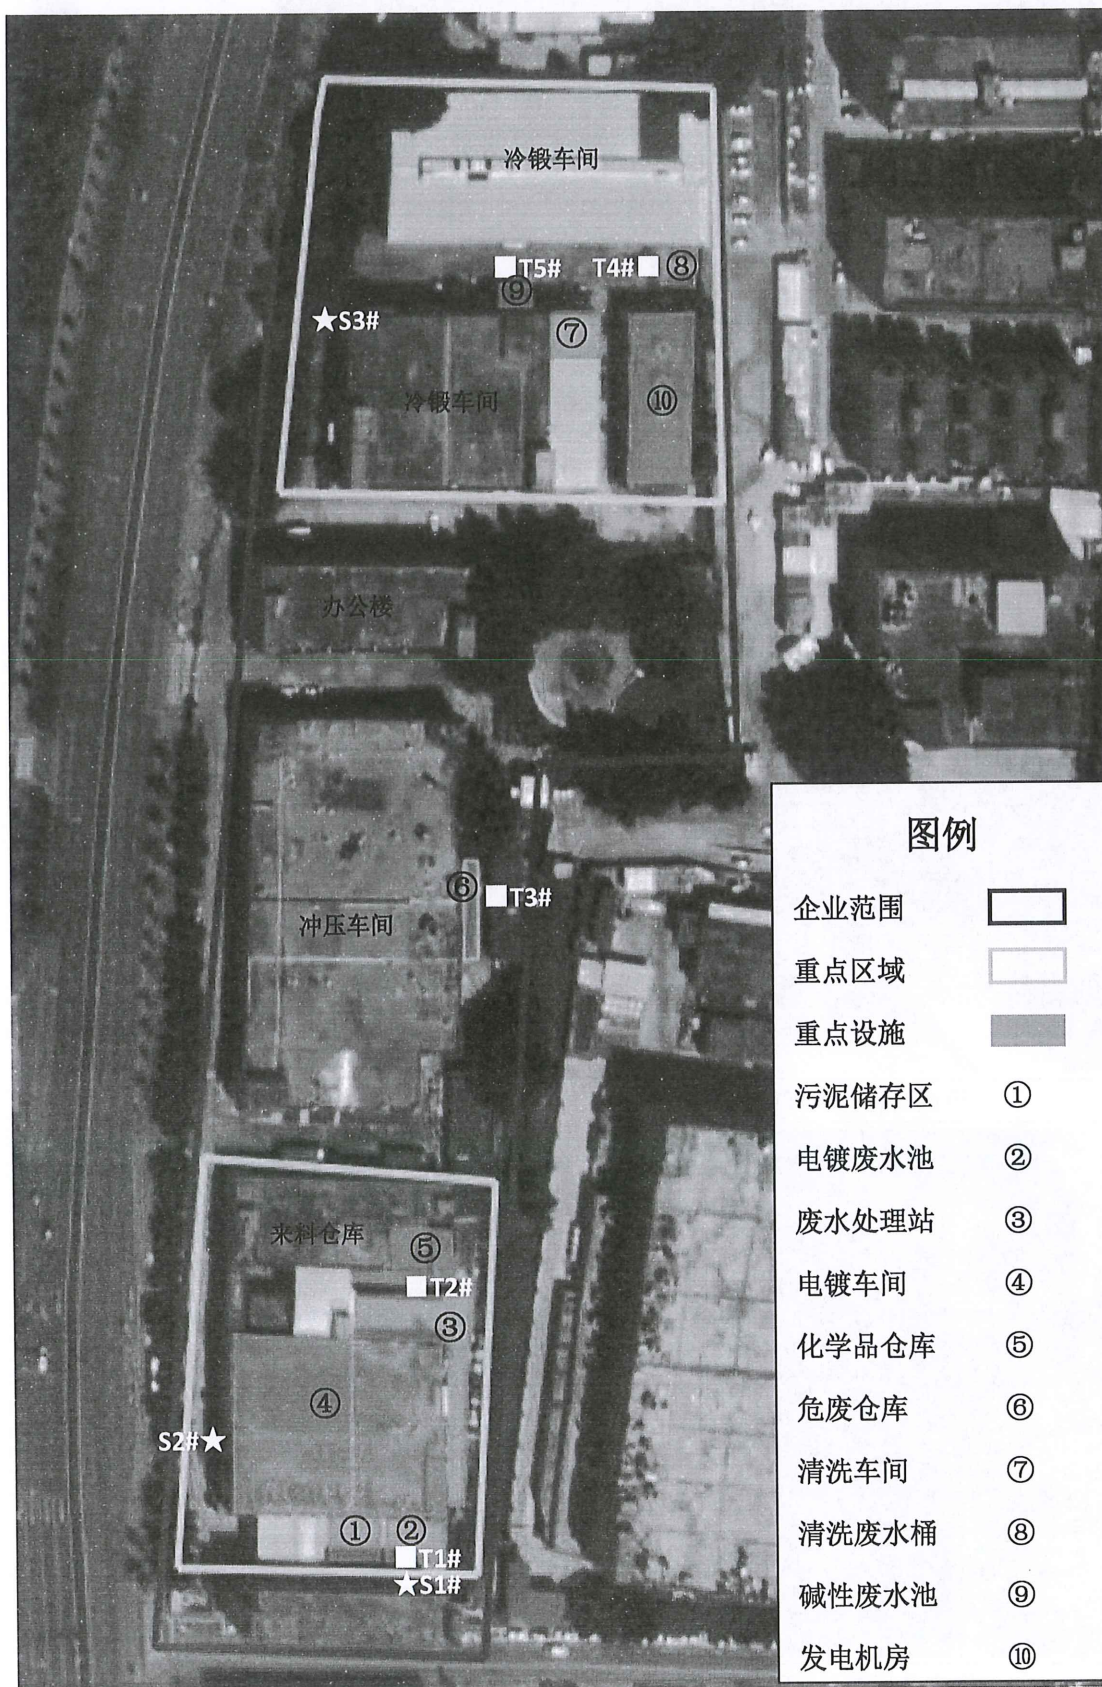 冷锻车间
T5#
T4#
⑧
⑨
S3#
⑦
冷锻车间
⑩
办公楼
⑥
T3#
冲压车间
来料仓库
⑤
T2#
③
④
S2#
①
②
T1#
S1#
图例
企业范围
重点区域
重点设施
污泥储存区 ①
电镀废水池 ②
废水处理站 ③
电镀车间 ④
化学品仓库 ⑤
危废仓库 ⑥
清洗车间 ⑦
清洗废水桶 ⑧
碱性废水池 ⑨
发电机房 ⑩